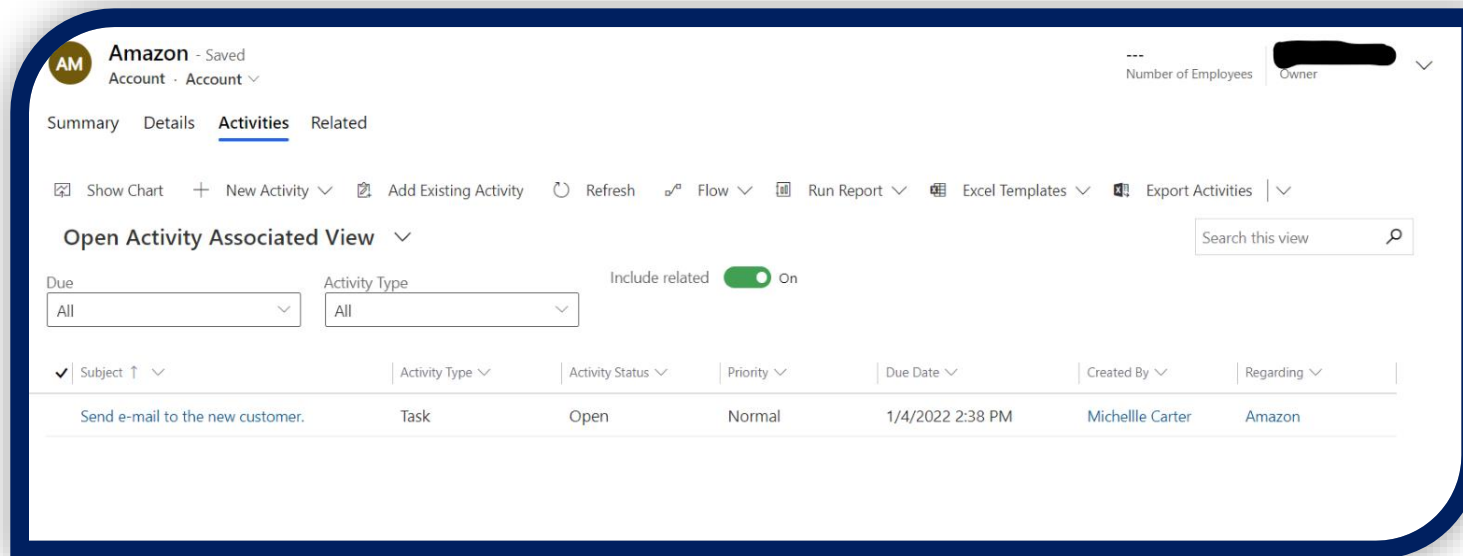 AM
Amazon - Saved
Account · Account
---
Number of Employees
Owner
Summary Details Activities Related
Show Chart New Activity Add Existing Activity Refresh Flow Run Report Excel Templates Export Activities
Open Activity Associated View
Search this view
Due
Activity Type
Include related On
All All
Subject ↑ Activity Type Activity Status Priority Due Date Created By Regarding
Send e-mail to the new customer. Task Open Normal 1/4/2022 2:38 PM Michellle Carter Amazon